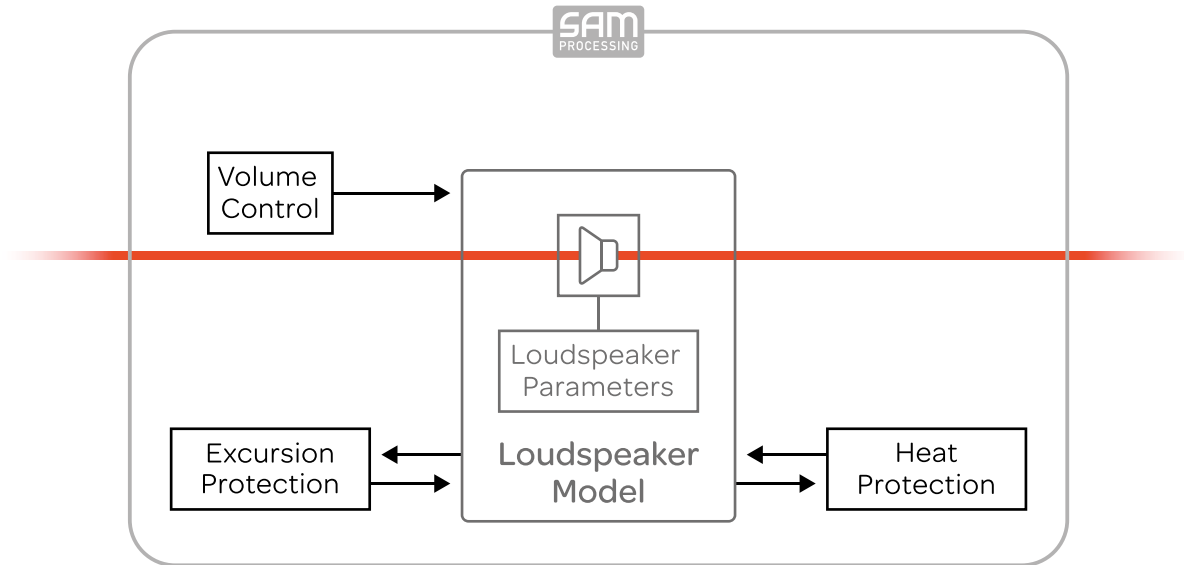 SAM
PROCESSING
Volume
Control
Loudspeaker
Parameters
Loudspeaker
Model
Excursion
Protection
Heat
Protection